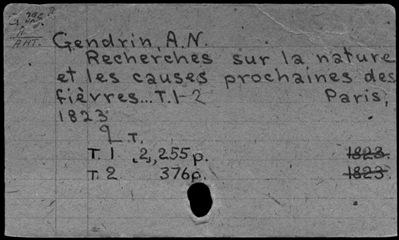 Gendrin, A.N.
Recherches sur la nature
et les causes prochaines des
fièvres... T.1-2 Paris,
1823
2 T.
T. 1 ,2, 255 p. 1823.
T. 2 376 p. 1823